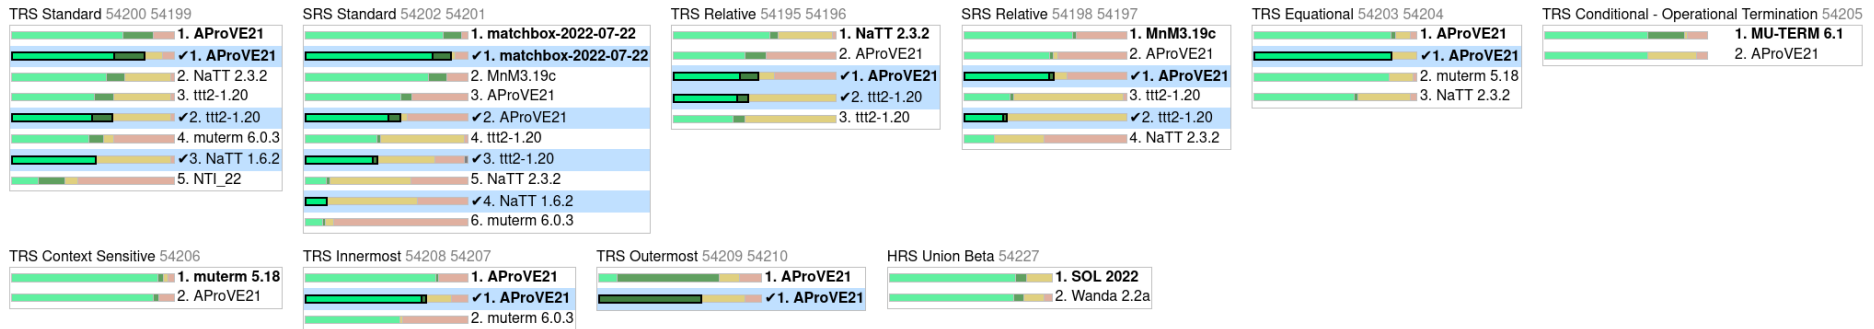 TRS Standard 54200 54199
1. AProVE21
✔1. AProVE21
2. NaTT 2.3.2
3. ttt2-1.20
✔2. ttt2-1.20
4. muterm 6.0.3
✔3. NaTT 1.6.2
5. NTI_22
SRS Standard 54202 54201
1. matchbox-2022-07-22
✔1. matchbox-2022-07-22
2. MnM3.19c
3. AProVE21
✔2. AProVE21
4. ttt2-1.20
✔3. ttt2-1.20
5. NaTT 2.3.2
✔4. NaTT 1.6.2
6. muterm 6.0.3
TRS Relative 54195 54196
1. NaTT 2.3.2
2. AProVE21
✔1. AProVE21
✔2. ttt2-1.20
3. ttt2-1.20
SRS Relative 54198 54197
1. MnM3.19c
2. AProVE21
✔1. AProVE21
3. ttt2-1.20
✔2. ttt2-1.20
4. NaTT 2.3.2
TRS Equational 54203 54204
1. AProVE21
✔1. AProVE21
2. muterm 5.18
3. NaTT 2.3.2
TRS Conditional - Operational Termination 54205
1. MU-TERM 6.1
2. AProVE21
TRS Context Sensitive 54206
1. muterm 5.18
2. AProVE21
TRS Innermost 54208 54207
1. AProVE21
✔1. AProVE21
2. muterm 6.0.3
TRS Outermost 54209 54210
1. AProVE21
✔1. AProVE21
HRS Union Beta 54227
1. SOL 2022
2. Wanda 2.2a